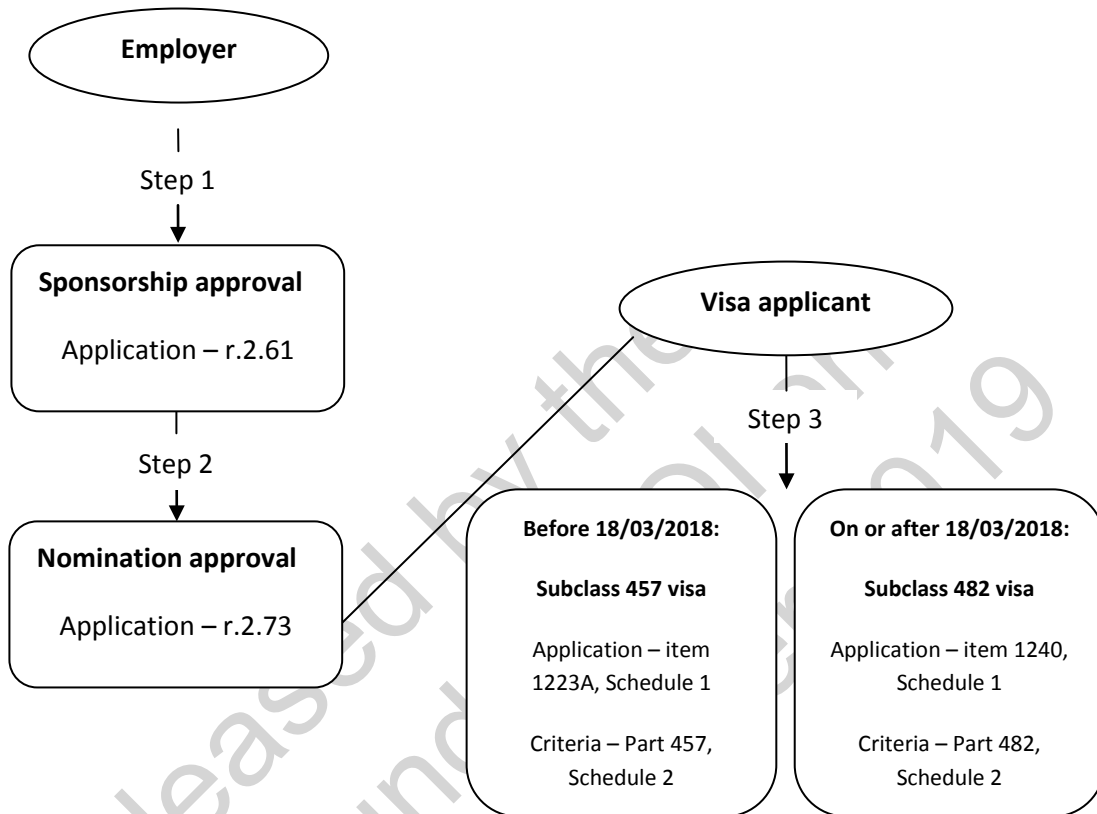 Employer
Step 1
Sponsorship approval
Application – r.2.61
Step 2
Nomination approval
Application – r.2.73
Visa applicant
Step 3
Before 18/03/2018:
Subclass 457 visa
Application – item
1223A, Schedule 1
Criteria – Part 457,
Schedule 2
On or after 18/03/2018:
Subclass 482 visa
Application – item 1240,
Schedule 1
Criteria – Part 482,
Schedule 2